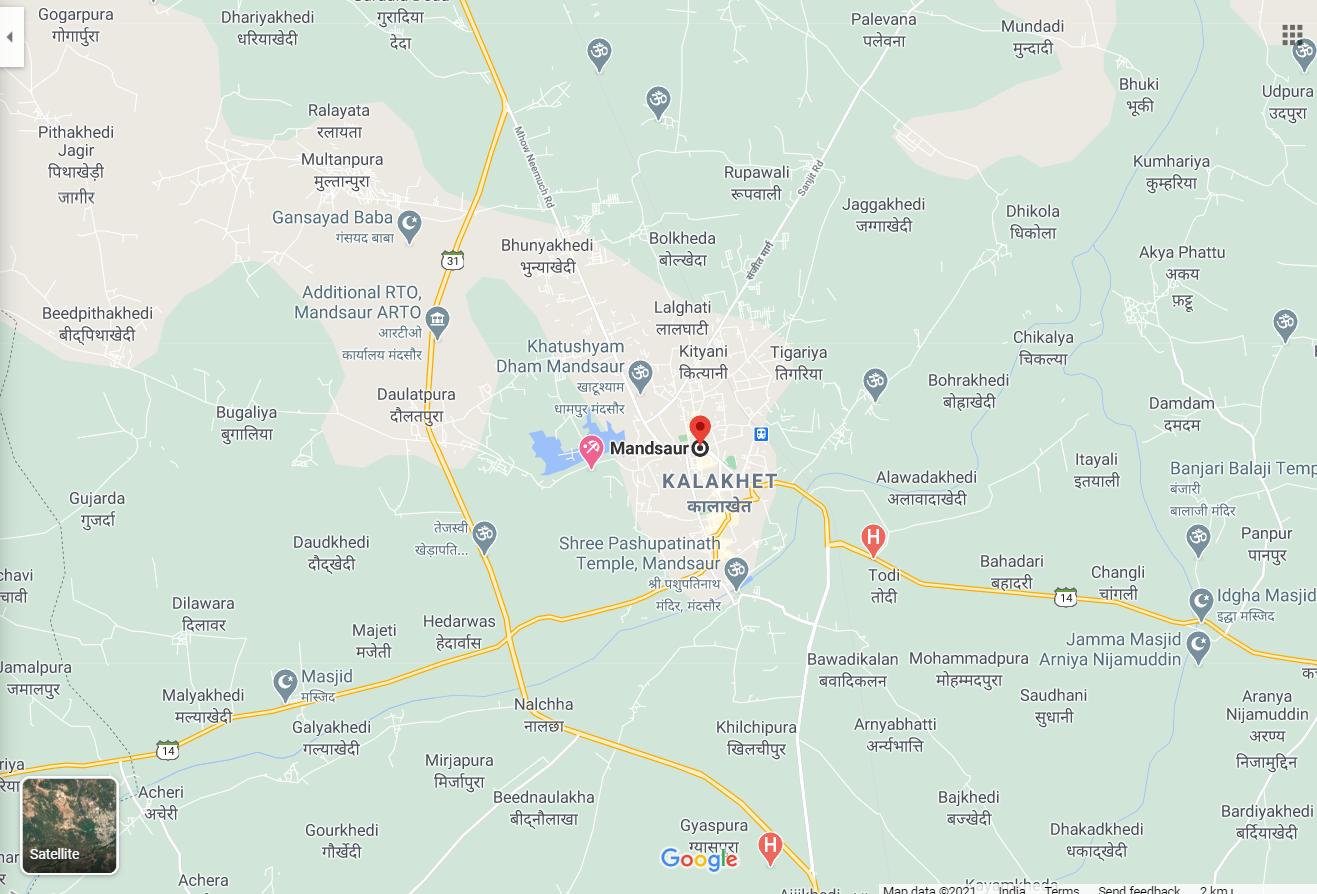 Gogarpura
गोगार्पुरा
Dhariyakhedi
धरियाखेदी
गुरादिया
देदा
Palevana
पलेवना
Mundadi
मुन्दादी
Bhuki
भूकी
Udpura
उदपुरा
Ralayata
रलायता
Pithakhedi
Jagir
पिथाखेड़ी
जागीर
Multanpura
मुल्तानपुरा
Mhow Neemuch Rd
Rupawali
रूपवाली
Sanjit Rd
Kumhariya
कुम्हरिया
Jaggakhedi
जग्गाखेदी
Dhikola
धिकोला
Gansayad Baba
गंसयद बाबा
Bhunyakhedi
भुन्याखेदी
Bolkheda
बोल्खेदा
संजीत मार्ग
31
Akya Phattu
अकय
फ़ट्टू
Additional RTO,
Mandsaur ARTO
आरटीओ
कार्यालय मंदसौर
Beedpithakhedi
बीद्पिथाखेदी
Lalghati
लालघाटी
Khatushyam
Dham Mandsaur
खाटूश्याम
धामपुर मंदसौर
Kityani
कित्यानी
Tigariya
तिगरिया
Chikalya
चिकल्या
Bohrakhedi
बोह्राखेदी
Daulatpura
दौलतपुरा
Bugaliya
बुगालिया
Damdam
दमदम
Mandsaur
KALAKHET
कालाखेत
Itayali
इतयाली
Banjari Balaji Temp
बंजारी
बालाजी मंदिर
Alawadakhedi
अलावादाखेदी
Gujarda
गुजर्दा
तेजस्वी
खेड़ापति...
Daudkhedi
दौद्खेदी
Shree Pashupatinath
Temple, Mandsaur
श्री पशुपतिनाथ
मंदिर, मंदसौर
H
Todi
तोदी
Bahadari
बहादरी
Changli
चांगली
Panpur
पानपुर
14
Idgha Masjid
इद्घा मस्जिद
chavi
चावी
Dilawara
दिलावर
Majeti
मजेती
Hedarwas
हेदार्वास
Jamma Masjid
Arniya Nijamuddin
Bawadikalan
बवादिकलन
Mohammadpura
मोहम्मदपुरा
Jamalpura
जमालपुर
Masjid
मस्जिद
Malyakhedi
मल्याखेदी
Saudhani
सुधानी
Aranya
Nijamuddin
अरण्य
निजामुद्दिन
Nalchha
नालछा
Galyakhedi
गल्याखेदी
Khilchipura
खिलचीपुर
Arnyabhatti
अर्न्यभात्ति
14
Mirjapura
मिर्जापुरा
Acheri
अचेरी
Beednaulakha
बीद्नौलाखा
Bajkhedi
बज्खेदी
Bardiyakhedi
बर्दियाखेदी
Gourkhedi
गौर्खेदी
Gyaspura
ग्यासपुरा
H
Dhakadkhedi
धकाद्खेदी
Satellite
Google
Achera
Map data ©2021
India
Terms
Send feedback
2 km